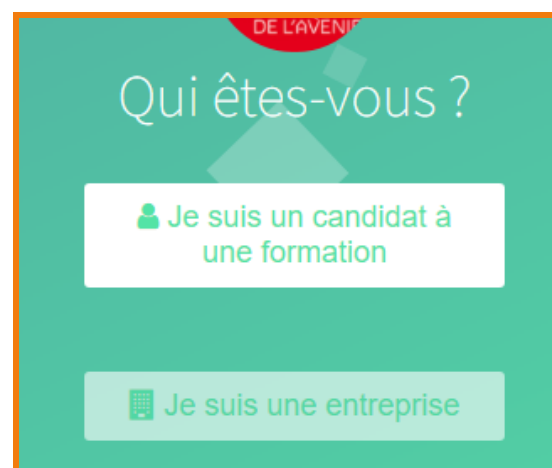 DE L'AVENIR
Qui êtes-vous ?
Je suis un candidat à
une formation
Je suis une entreprise